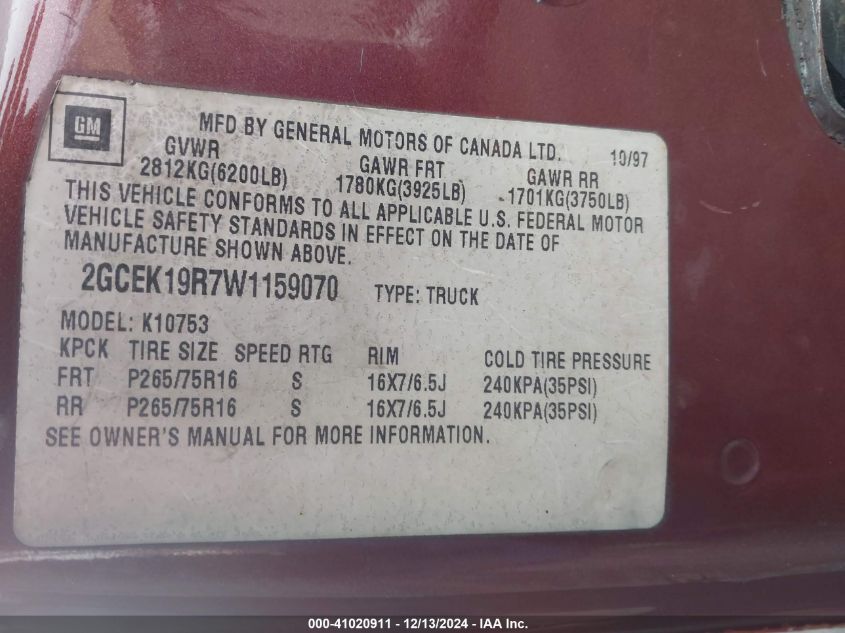 GM
MFD BY GENERAL MOTORS OF CANADA LTD. 10/97
GVWR GAWR FRT GAWR RR
2812KG(6200LB) 1780KG(3925LB) 1701KG(3750LB)
THIS VEHICLE CONFORMS TO ALL APPLICABLE U.S. FEDERAL MOTOR
VEHICLE SAFETY STANDARDS IN EFFECT ON THE DATE OF
MANUFACTURE SHOWN ABOVE.
2GCEK19R7W1159070 TYPE: TRUCK
MODEL: K10753
KPCK TIRE SIZE SPEED RTG RIM COLD TIRE PRESSURE
FRT P265/75R16 S 16X7/6.5J 240KPA(35PSI)
RR P265/75R16 S 16X7/6.5J 240KPA(35PSI)
SEE OWNER'S MANUAL FOR MORE INFORMATION.
000-41020911 - 12/13/2024 - IAA Inc.